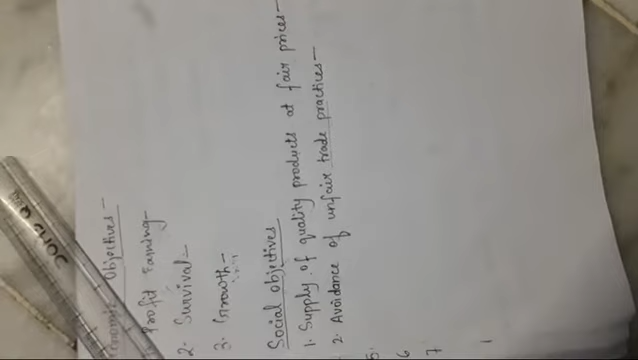 Objectives -
Profit Earning -
2. Survival -
3. Growth -
Social objectives
1. Supply of quality products at fair prices -
2. Avoidance of unfair trade practices -
5.
6
7